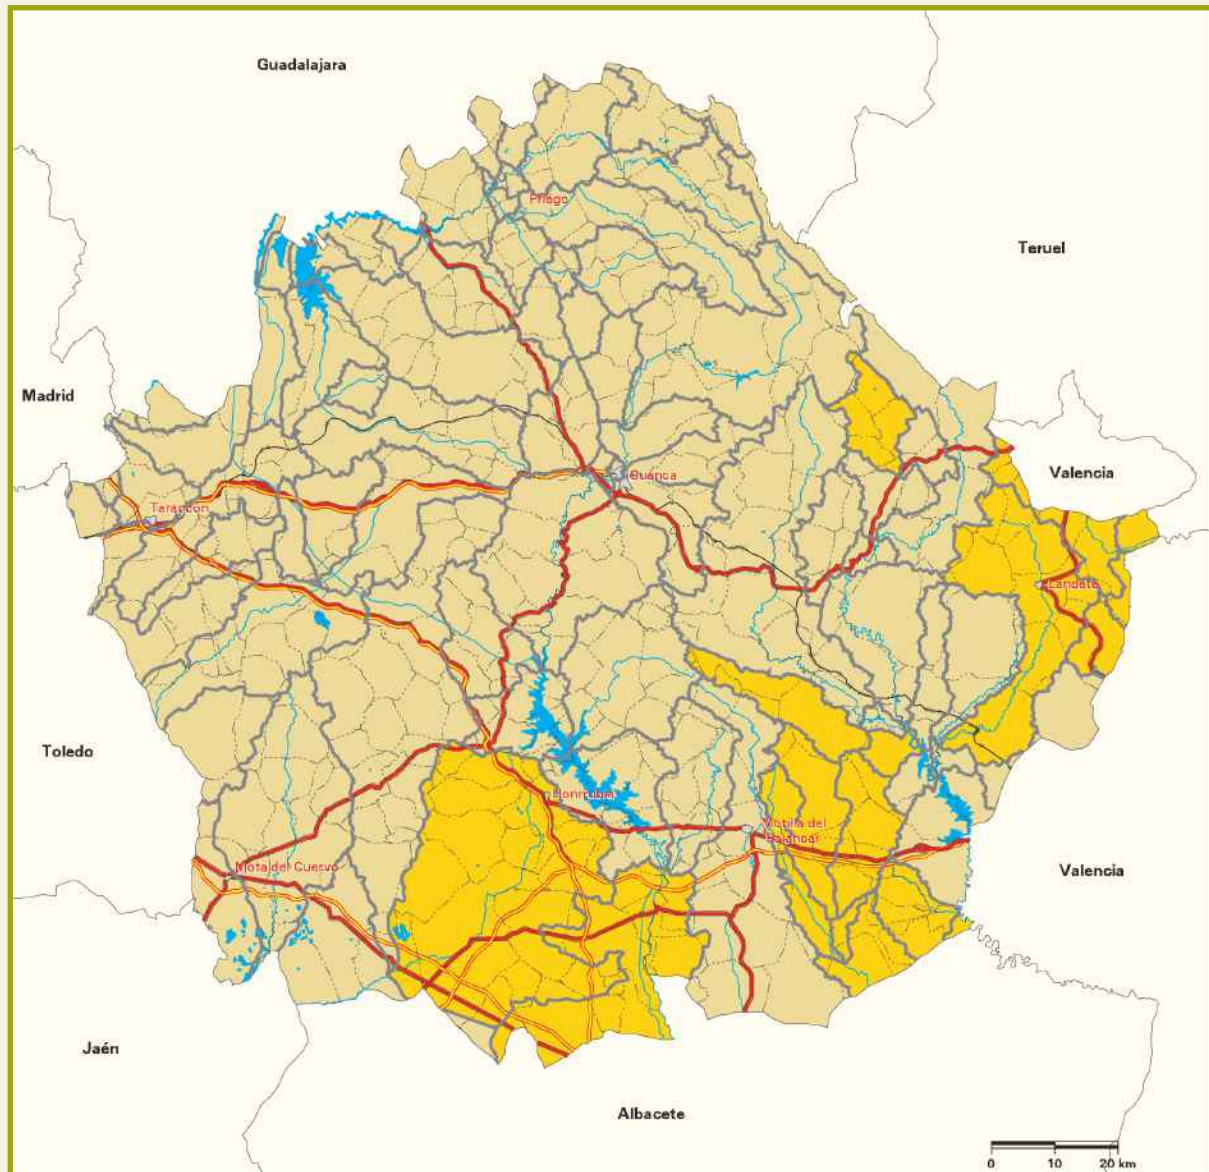 Guadalajara
Priego
Teruel
Madrid
Valencia
Cuenca
Tarancón
Landete
Toledo
Honrrubia
Motilla del
Palancar
Mota del Cuervo
Valencia
Jaén
Albacete
0 10 20 km